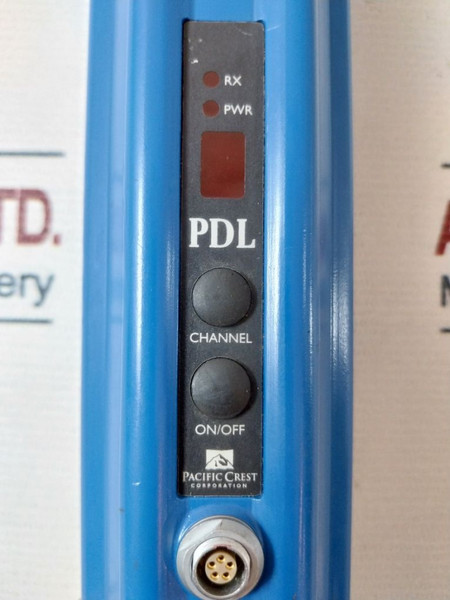 RX
PWR
TD.
ery
PDL
CHANNEL
ON/OFF
PACIFIC CREST
CORPORATION